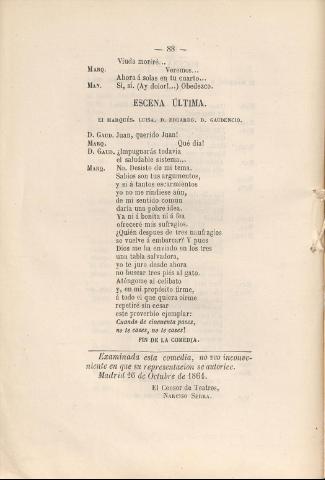 — 88 —
Viuda moriré...
MARQ. Veremos...
Ahora á solas en tu cuarto...
MAY. Sí, sí. (Ay dolor!...) Obedezco.
ESCENA ÚLTIMA.
El MARQUÉS, LUISA, D. EDUARDO, D. GAUDENCIO.
D. GAUD. Juan, querido Juan!
MARQ. Qué dia!
D. GAUD. ¿Impugnarás todavia
el saludable sistema...
MARQ. No. Desisto de mi tema.
Sábios son tus argumentos,
y si á tantos escarmientos
yo no me rindiese aún,
de mi sentido comun
daria una pobre idea.
Ya ni á bonita ni á fea
ofreceré mis sufragios.
¿Quién despues de tres naufragios
se vuelve á embarcar? Y pues
Dios me ha enviado en los tres
una tabla salvadora,
yo te juro desde ahora
no buscar tres piés al gato.
Aténgome al celibato
y, en mi propósito firme,
á todo el que quiera oirme
repetiré sin cesar
este proverbio ejemplar:
Cuando de cincuenta pases,
no te cases, no te cases!
FIN DE LA COMEDIA.
Examinada esta comedia, no veo inconve-
niente en que su representacion se autorice.
Madrid 26 de Octubre de 1864.
El Censor de Teatros,
NARCISO SERRA.